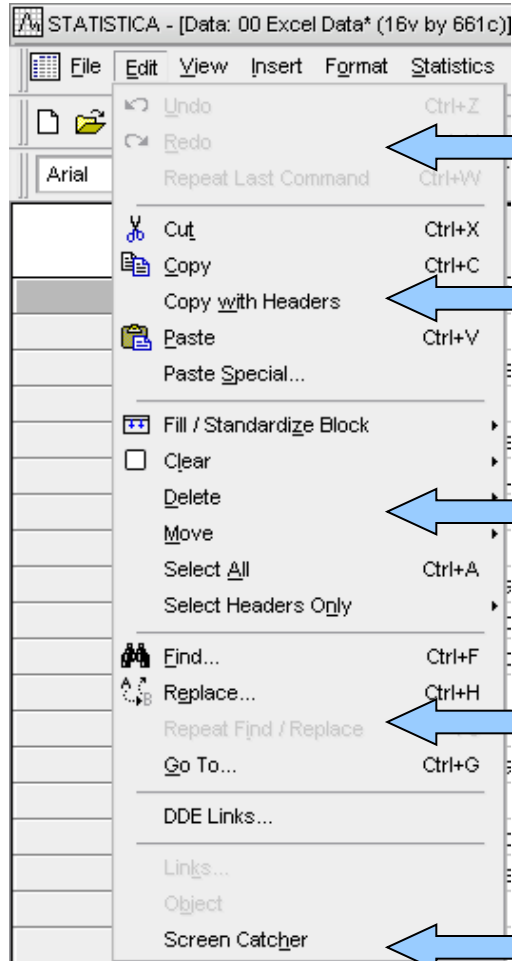 STATISTICA - [Data: 00 Excel Data* (16v by 661c)]
File Edit View Insert Format Statistics
Undo Ctrl+Z
Redo
Arial
Repeat Last Command Ctrl+W
Cut Ctrl+X
Copy Ctrl+C
Copy with Headers
Paste Ctrl+V
Paste Special...
Fill / Standardize Block
Clear
Delete
Move
Select All Ctrl+A
Select Headers Only
Find... Ctrl+F
Replace... Ctrl+H
Repeat Find / Replace
Go To... Ctrl+G
DDE Links...
Links...
Object
Screen Catcher